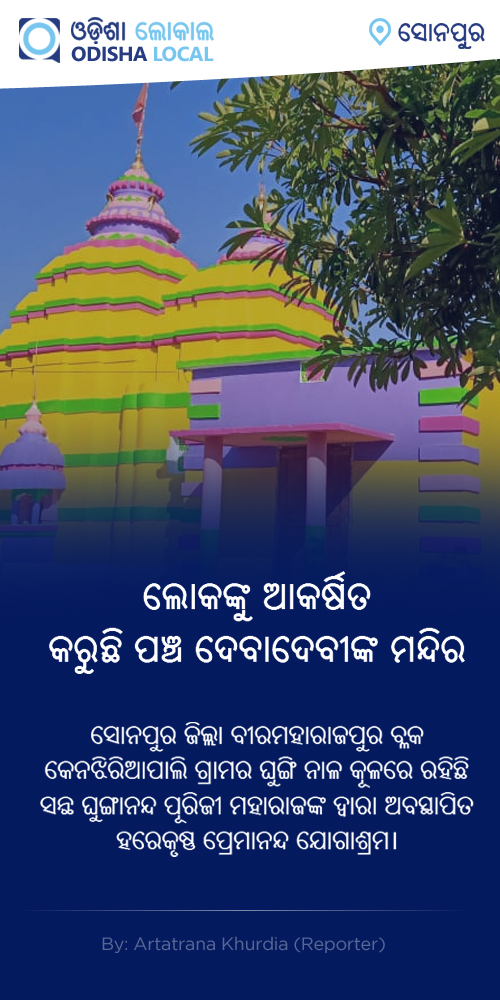 ଓଡ଼ିଶା ଲୋକାଲ
ODISHA LOCAL
ସୋନପୁର
ଲୋକଙ୍କୁ ଆକର୍ଷିତ
କରୁଛି ପଞ୍ଚ ଦେବାଦେବୀଙ୍କ ମନ୍ଦିର
ସୋନପୁର ଜିଲ୍ଲା ବୀରମହାରାଜପୁର ବ୍ଳକ
କେନଝିରିଆପାଲି ଗ୍ରାମର ଘୁଙ୍ଗି ନାଳ କୂଳରେ ରହିଛି
ସନ୍ଥ ଘୁଙ୍ଗାନନ୍ଦ ପୂରିଜୀ ମହାରାଜଙ୍କ ଦ୍ୱାରା ଅବସ୍ଥାପିତ
ହରେକୃଷ୍ଣ ପ୍ରେମାନନ୍ଦ ଯୋଗାଶ୍ରମ।
By: Artatrana Khurdia (Reporter)